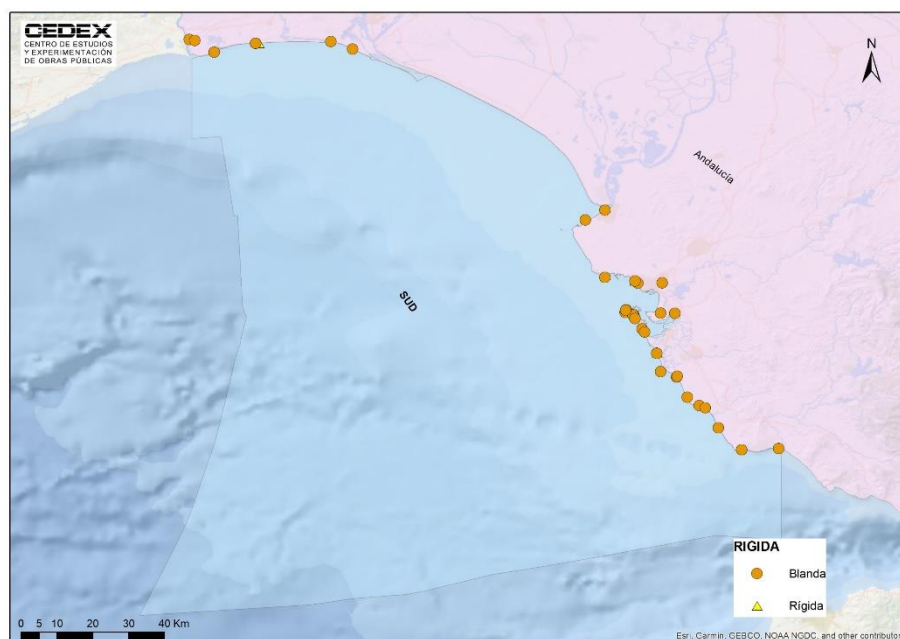 CEDEX
CENTRO DE ESTUDIOS
Y EXPERIMENTACIÓN
DE OBRAS PÚBLICAS
N
Andalucía
SUD
RIGIDA
Blanda
Rígida
0 5 10 20 30 40 Km
Esri, Garmin, GEBCO, NOAA NGDC, and other contributors